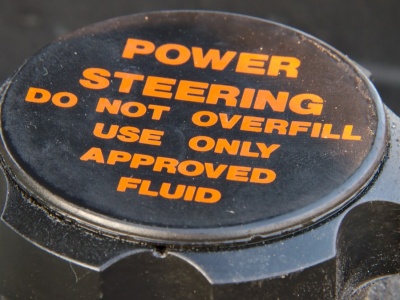 POWER
STEERING
DO NOT OVERFILL
USE ONLY
APPROVED
FLUID